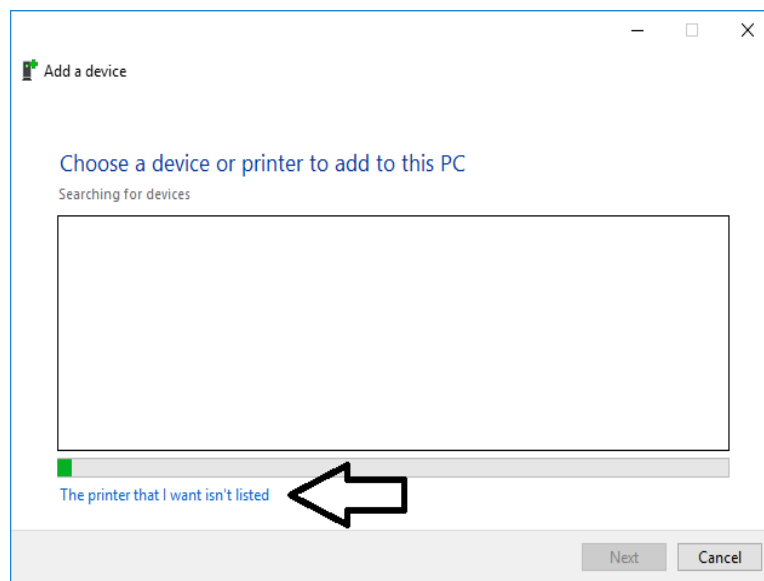 Add a device
Choose a device or printer to add to this PC
Searching for devices
The printer that I want isn't listed
Next
Cancel